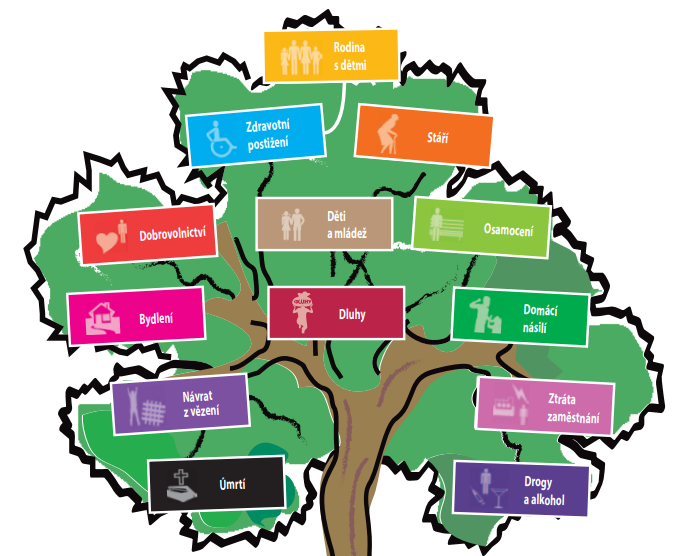 Rodina
s dětmi
Zdravotní
postižení
Stáří
Dobrovolnictví
Děti
a mládež
Osamocení
Bydlení
DLUHY
Dluhy
Domácí
násilí
Návrat
z vězení
Ztráta
zaměstnání
Úmrtí
Drogy
a alkohol